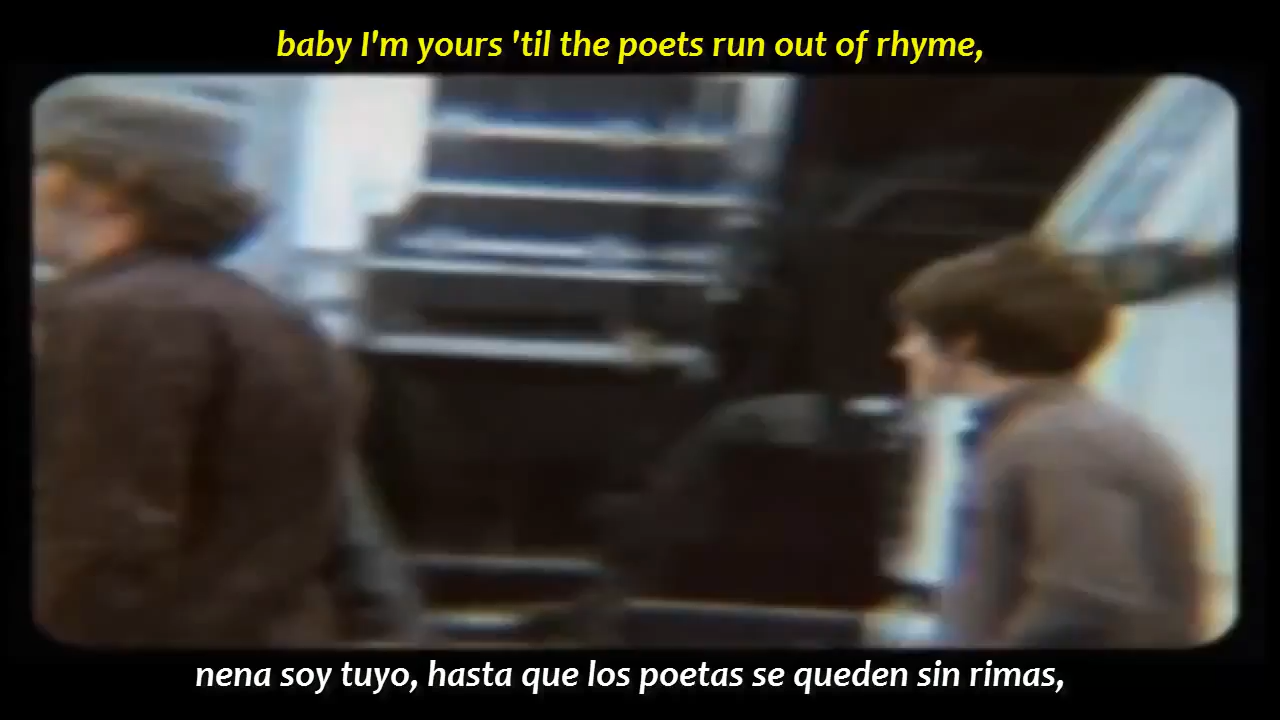 baby I'm yours 'til the poets run out of rhyme,
nena soy tuyo, hasta que los poetas se queden sin rimas,